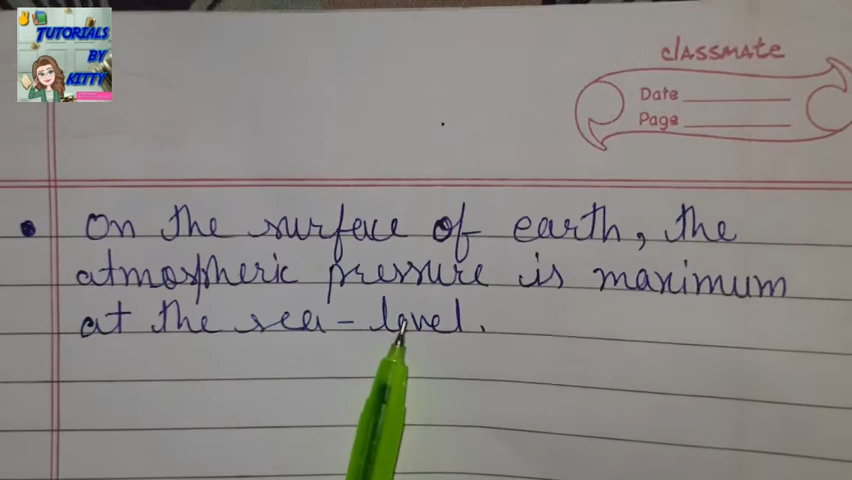 TUTORIALS
BY
KITTY
classmate
Date
Page
On the surface of earth, the
atmospheric pressure is maximum
at the sea-level.